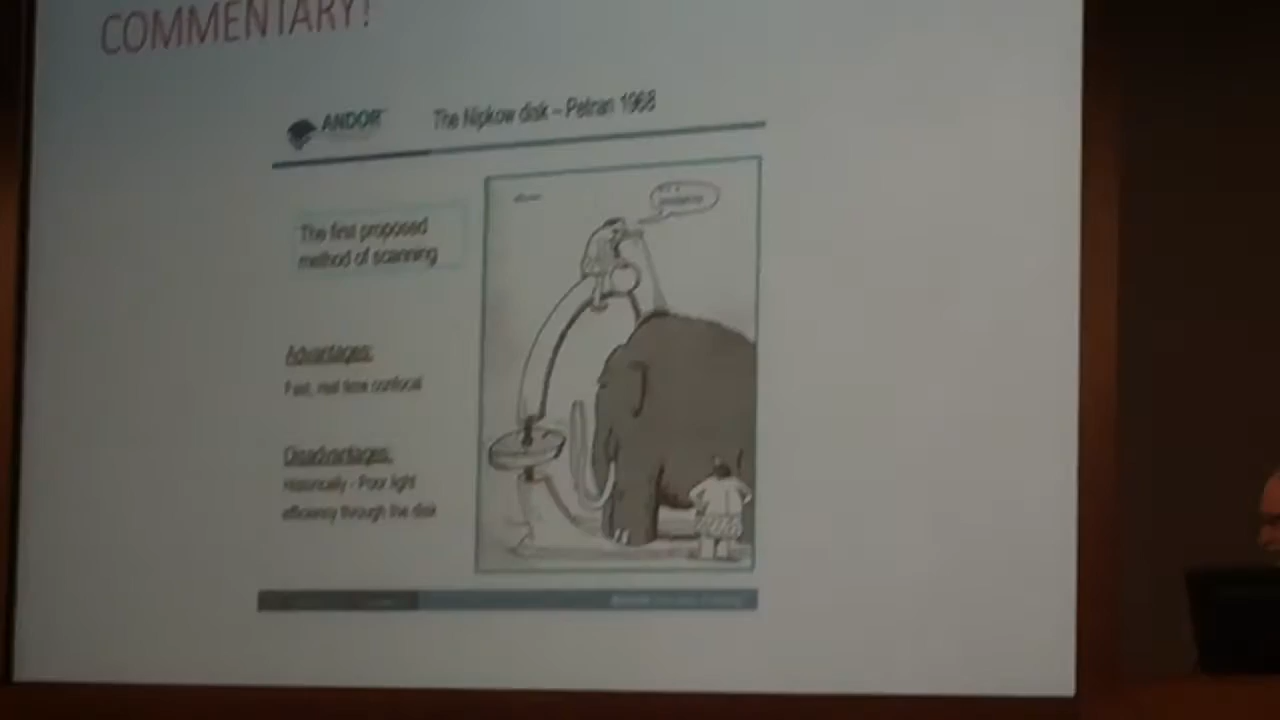 COMMENTARY!
ANDOR
The Nipkow disk – Petran 1968
The first proposed
method of scanning
Advantages:
Fast, real time confocal
Disadvantages:
Historically - Poor light
efficiency through the disk